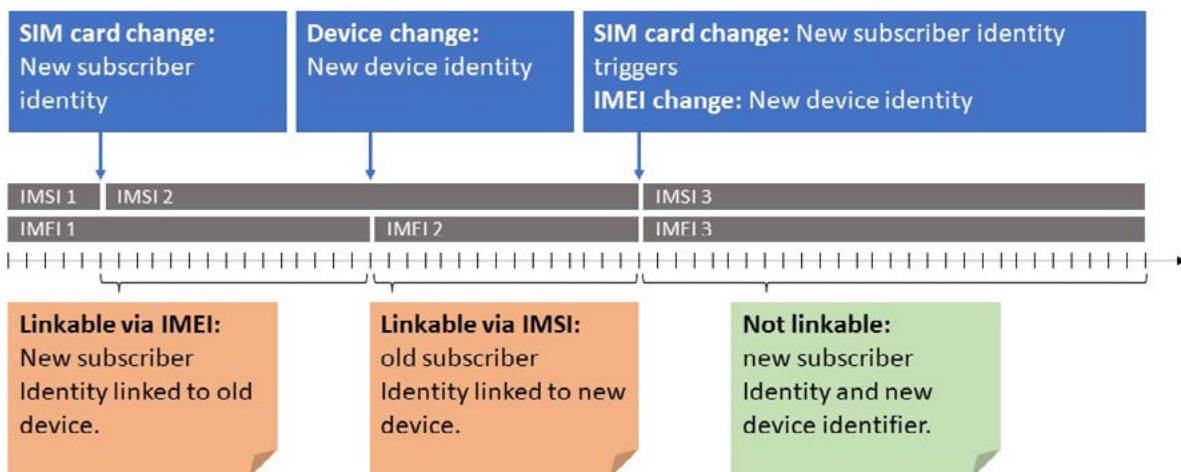 SIM card change:
New subscriber
identity
Device change:
New device identity
SIM card change: New subscriber identity
triggers
IMEI change: New device identity
IMSI 1
IMSI 2
IMSI 3
IMEI 1
IMEI 2
IMEI 3
Linkable via IMEI:
New subscriber
Identity linked to old
device.
Linkable via IMSI:
old subscriber
Identity linked to new
device.
Not linkable:
new subscriber
Identity and new
device identifier.